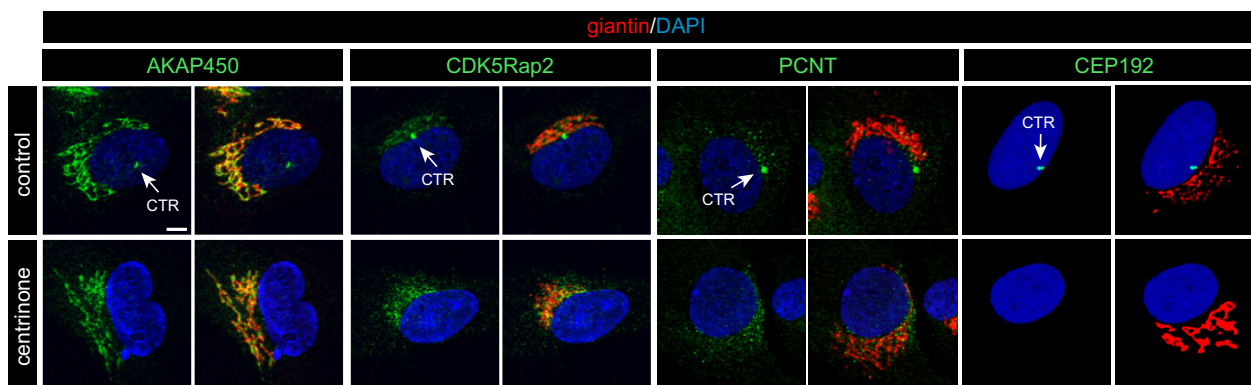 giantin/DAPI
AKAP450 CDK5Rap2 PCNT CEP192
control
CTR CTR CTR CTR
centrinone